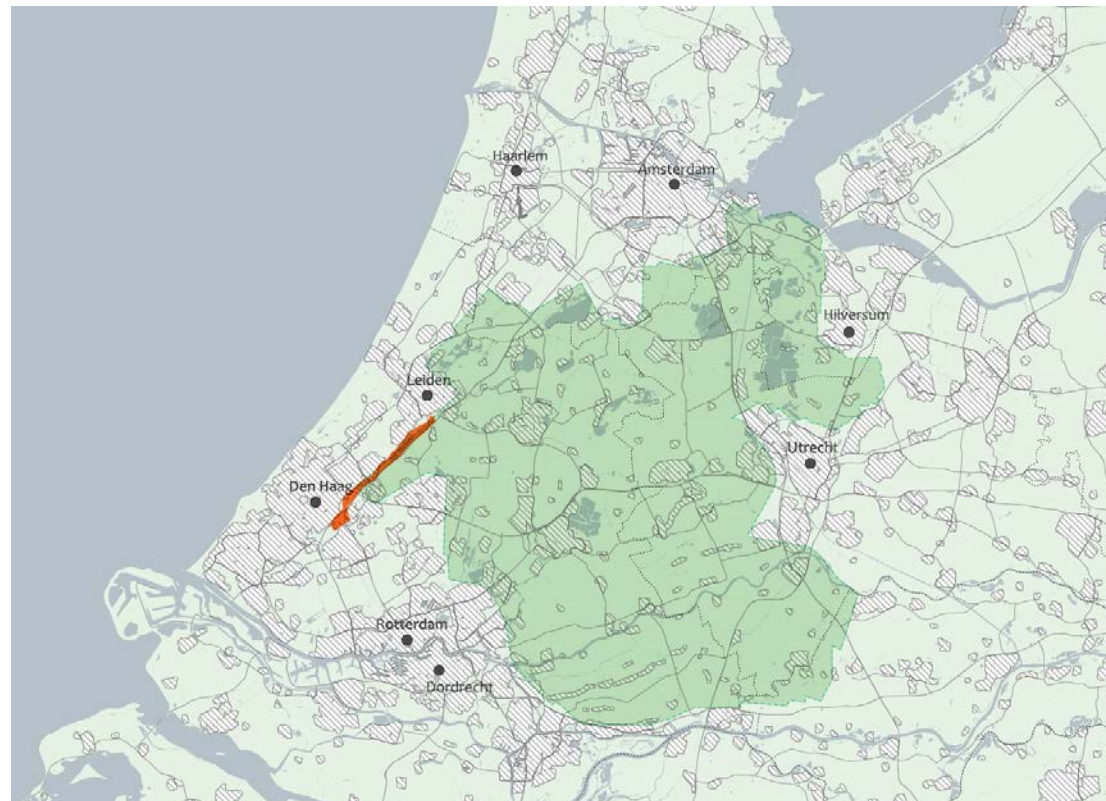 Haarlem
Amsterdam
Hilversum
Leiden
Utrecht
Den Haag
Rotterdam
Dordrecht